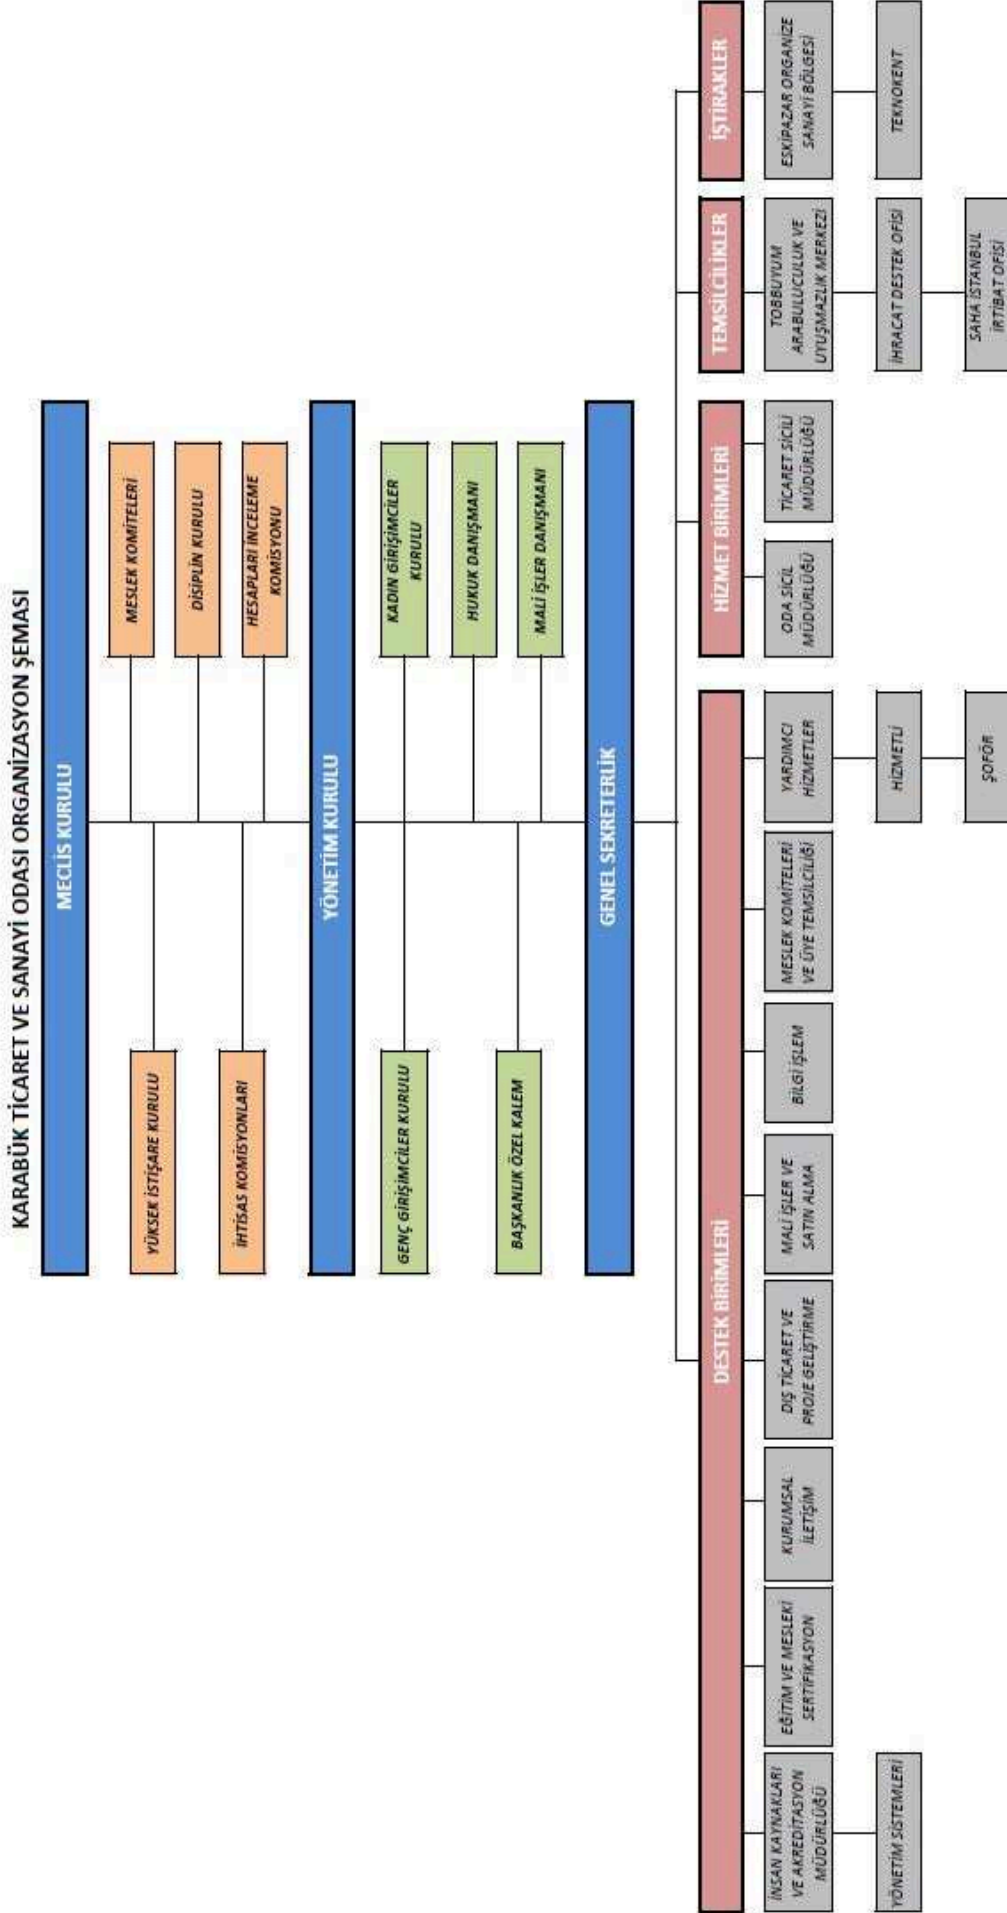 KARABÜK TİCARET VE SANAYİ ODASI ORGANİZASYON ŞEMASI
MECLİS KURULU
MESLEK KOMİTELERİ
YÜKSEK İSTİŞARE KURULU
DİSİPLİN KURULU
İHTİSAS KOMİSYONLARI
HESAPLARI İNCELEME
KOMİSYONU
YÖNETİM KURULU
GENÇ GİRİŞİMCİLER KURULU
KADIN GİRİŞİMCİLER
KURULU
HUKUK DANIŞMANI
BAŞKANLIK ÖZEL KALEM
MALİ İŞLER DANIŞMANI
GENEL SEKRETERLİK
DESTEK BİRİMLERİ
HİZMET BİRİMLERİ
TEMSİLCİLİKLER
İŞTİRAKLER
İNSAN KAYNAKLARI
VE AKREDİTASYON
MÜDÜRLÜĞÜ
EĞİTİM VE MESLEKİ
SERTİFİKASYON
KURUMSAL
İLETİŞİM
DIŞ TİCARET VE
PROJE GELİŞTİRME
MALİ İŞLER VE
SATIN ALMA
BİLGİ İŞLEM
MESLEK KOMİTELERİ
VE ÜYE TEMSİLCİLİĞİ
YARDIMCI
HİZMETLER
ODA SİCİL
MÜDÜRLÜĞÜ
TİCARET SİCİLİ
MÜDÜRLÜĞÜ
TOBBUYUM
ARABULUCULUK VE
UYUŞMAZLIK MERKEZİ
ESKİPAZAR ORGANİZE
SANAYİ BÖLGESİ
YÖNETİM SİSTEMLERİ
HİZMETLİ
İHRACAT DESTEK OFİSİ
TEKNOKENT
ŞOFÖR
SAHA İSTANBUL
İRTİBAT OFİSİ